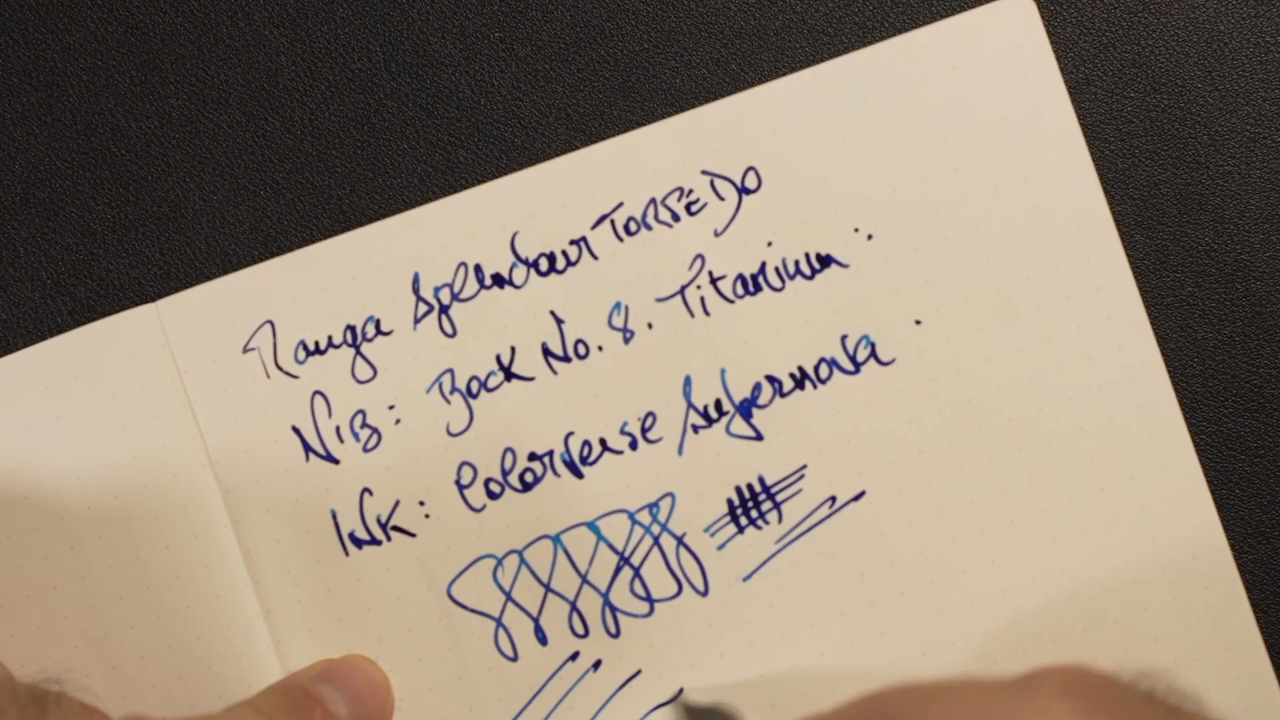 Ranga Splendour TORPEDO
NIB: Bock No. 8. Titanium.
INK: Colorverse Supernova.